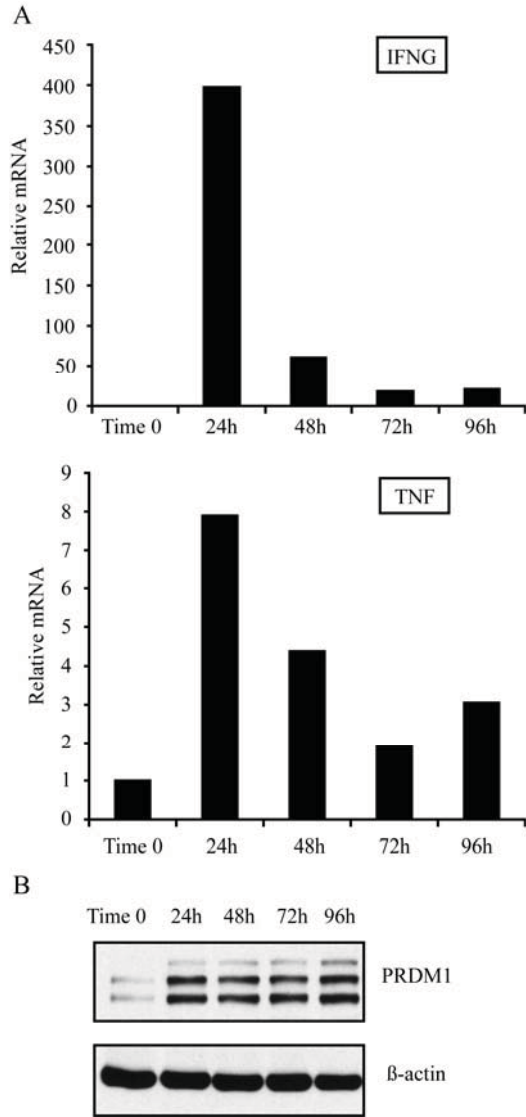 A
IFNG
Relative mRNA
450
400
350
300
250
200
150
100
50
0
Time 0 24h 48h 72h 96h
TNF
Relative mRNA
9
8
7
6
5
4
3
2
1
0
Time 0 24h 48h 72h 96h
B
Time 0 24h 48h 72h 96h
PRDM1
ß-actin